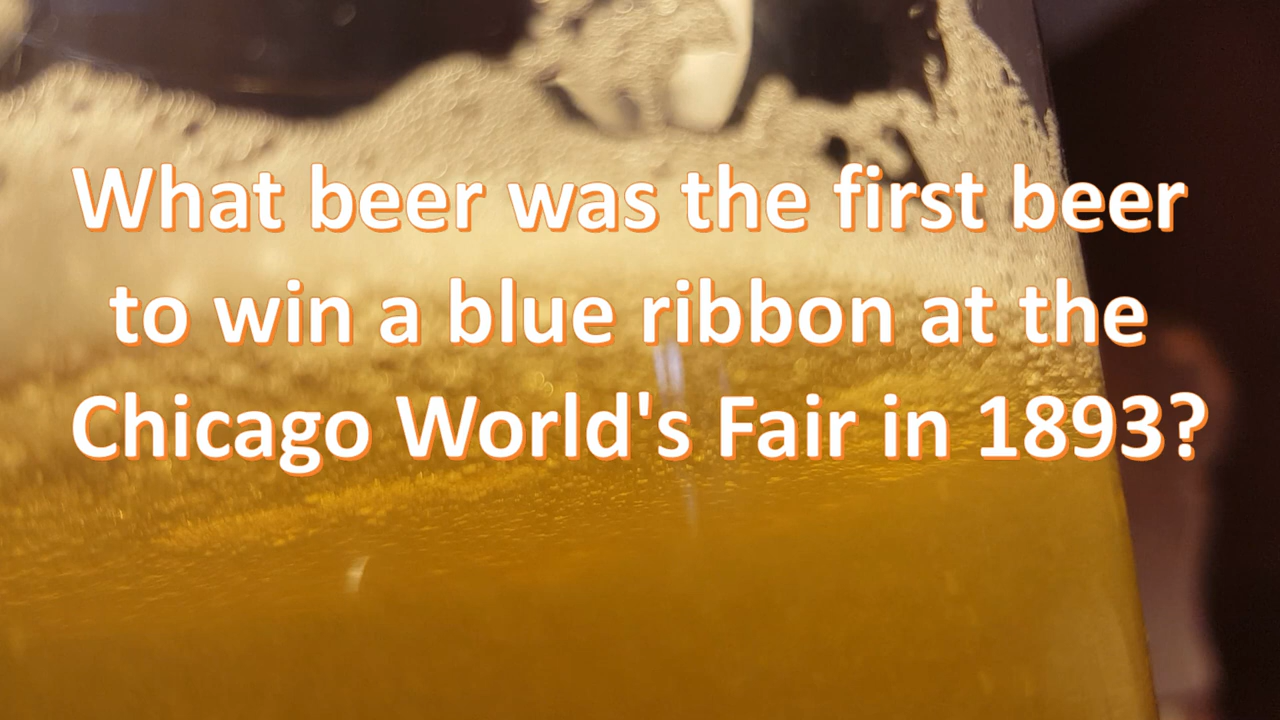 What beer was the first beer
to win a blue ribbon at the
Chicago World's Fair in 1893?